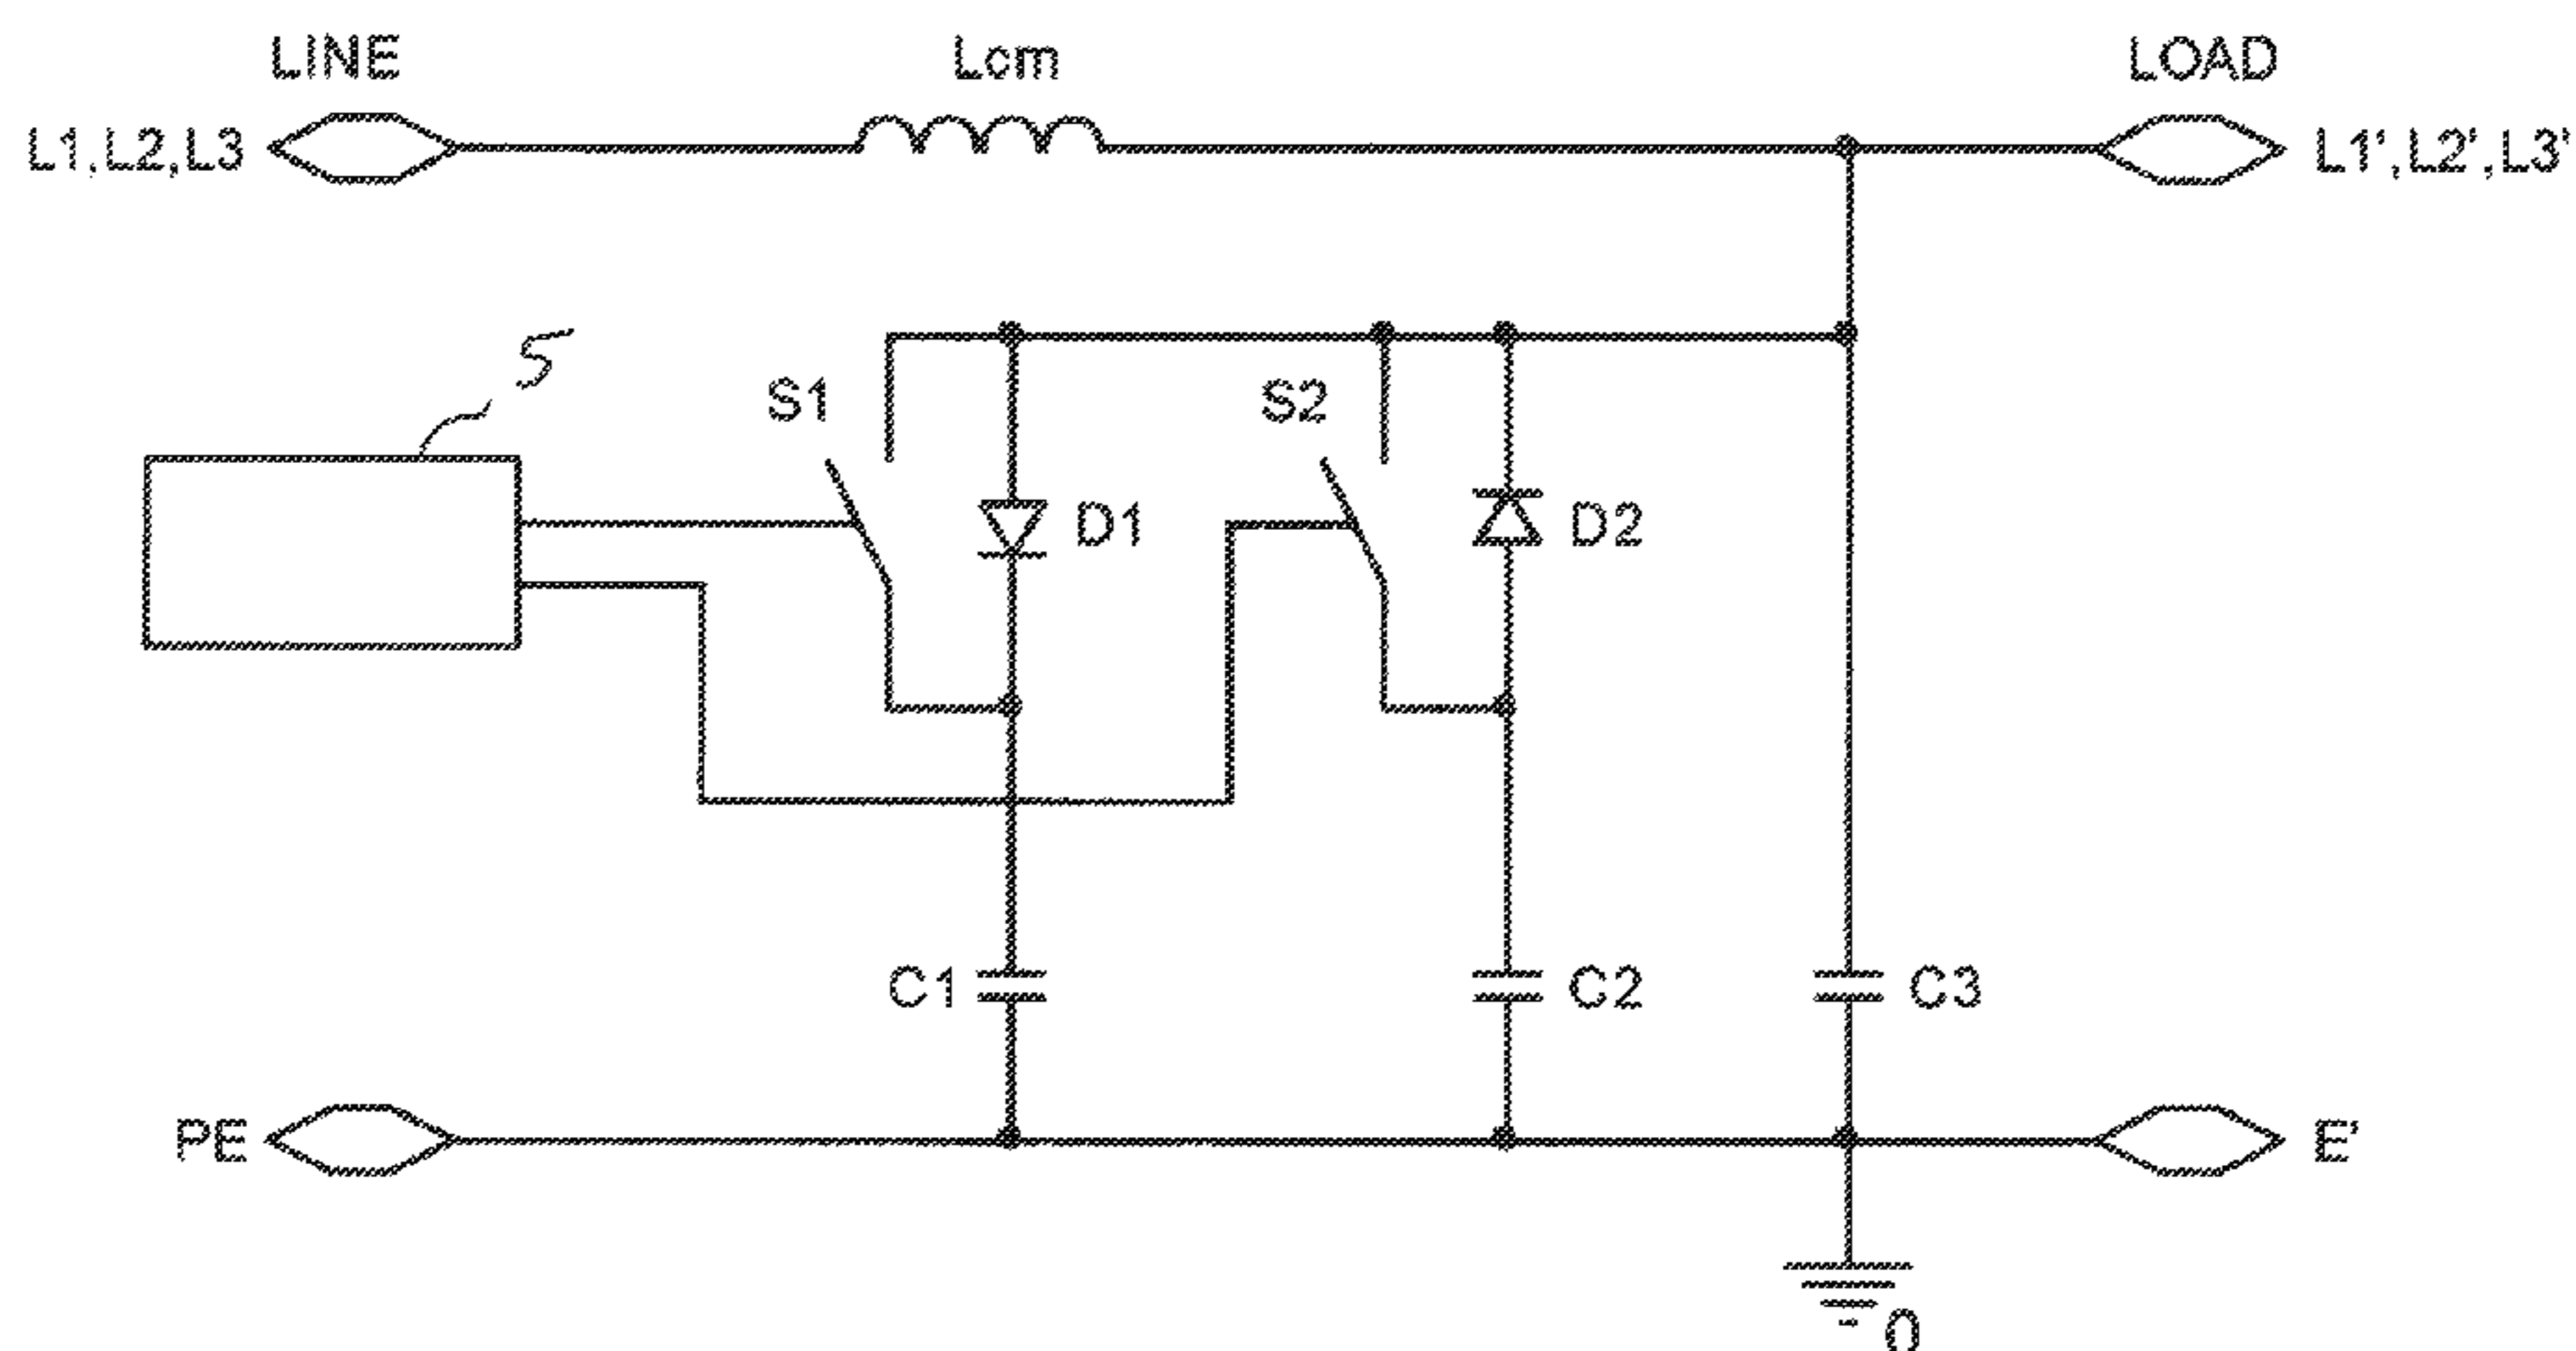 LINE
Lcm
LOAD
L1,L2,L3
L1',L2',L3'
5
S1
S2
D1
D2
C1
C2
C3
PE
E'
0